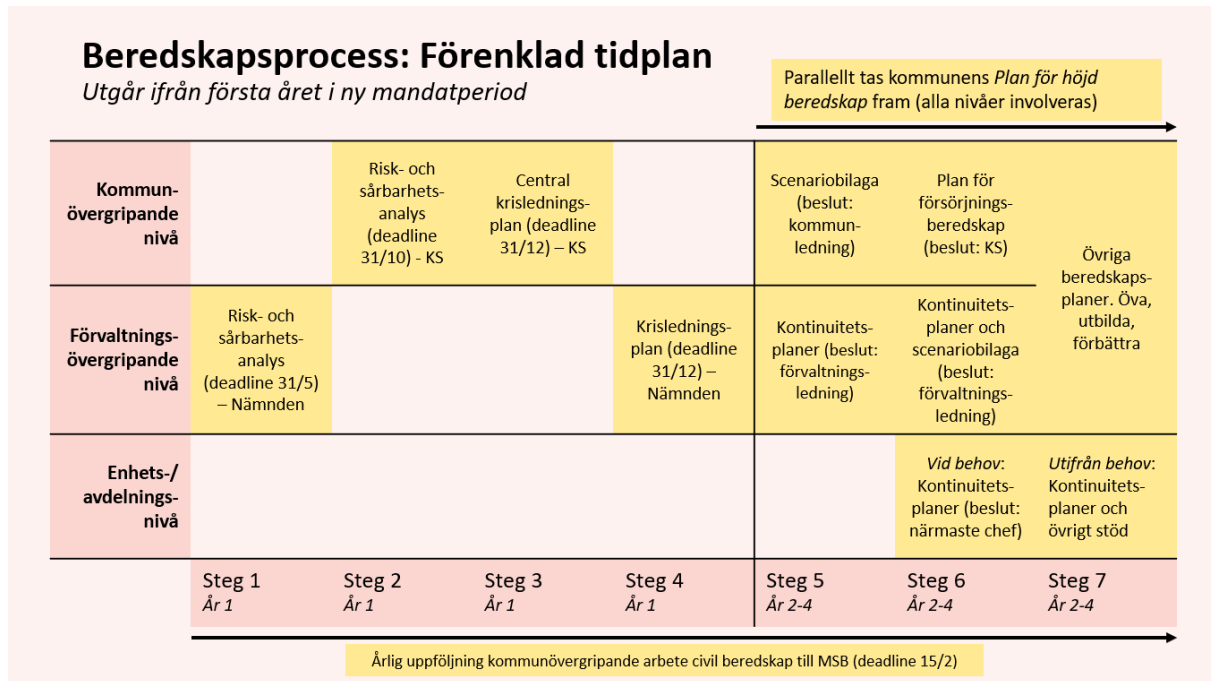 Beredskapsprocess: Förenklad tidplan
Utgår ifrån första året i ny mandatperiod
Parallellt tas kommunens Plan för höjd
beredskap fram (alla nivåer involveras)
Kommun-
övergripande
nivå
Risk- och
sårbarhets-
analys
(deadline
31/10) - KS
Central
krislednings-
plan (deadline
31/12) – KS
Scenariobilaga
(beslut:
kommun-
ledning)
Plan för
försörjnings-
beredskap
(beslut: KS)
Övriga
beredskaps-
planer. Öva,
utbilda,
förbättra
Förvaltnings-
övergripande
nivå
Risk- och
sårbarhets-
analys
(deadline 31/5)
– Nämnden
Krislednings-
plan (deadline
31/12) –
Nämnden
Kontinuitets-
planer (beslut:
förvaltnings-
ledning)
Kontinuitets-
planer och
scenariobilaga
(beslut:
förvaltnings-
ledning)
Enhets-/
avdelnings-
nivå
Vid behov:
Kontinuitets-
planer (beslut:
närmaste chef)
Utifrån behov:
Kontinuitets-
planer och
övrigt stöd
Steg 1
År 1
Steg 2
År 1
Steg 3
År 1
Steg 4
År 1
Steg 5
År 2-4
Steg 6
År 2-4
Steg 7
År 2-4
Årlig uppföljning kommunövergripande arbete civil beredskap till MSB (deadline 15/2)